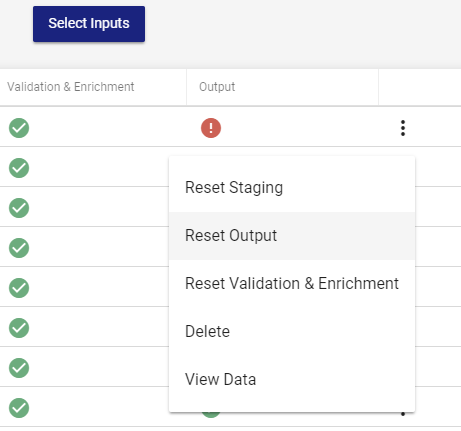 Select Inputs
Validation & Enrichment
Output
Reset Staging
Reset Output
Reset Validation & Enrichment
Delete
View Data